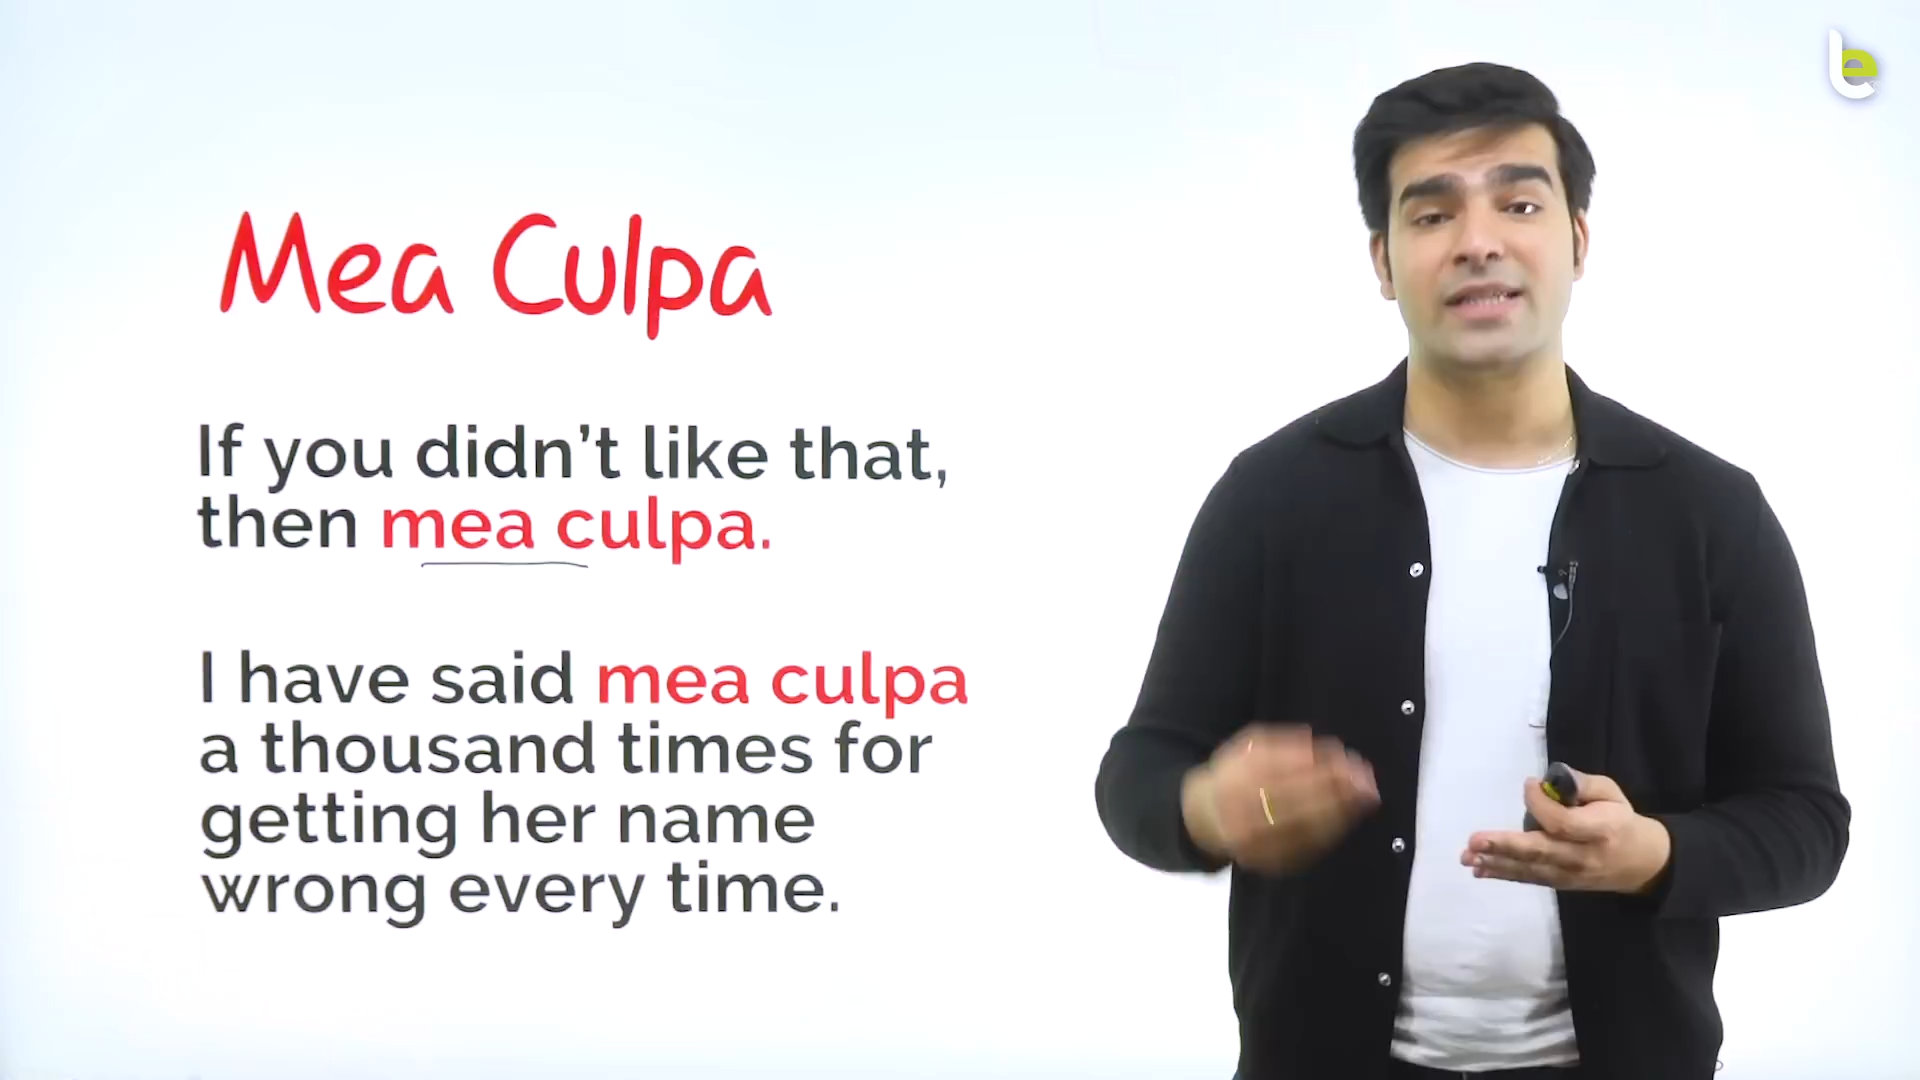 Mea Culpa
If you didn't like that,
then mea culpa.
I have said mea culpa
a thousand times for
getting her name
wrong every time.